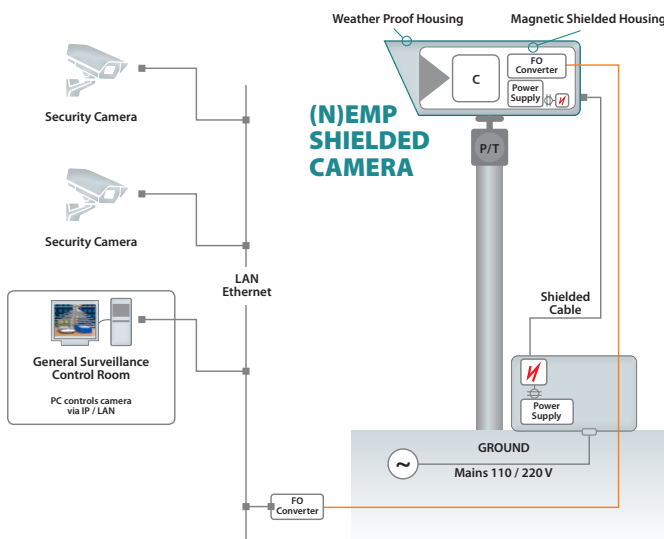 Weather Proof Housing
Magnetic Shielded Housing
FO
Converter
C
Power
Supply
Security Camera
(N)EMP
SHIELDED
CAMERA
P/T
Security Camera
LAN
Ethernet
Shielded
Cable
General Surveillance
Control Room
PC controls camera
via IP / LAN
Power
Supply
GROUND
~
Mains 110 / 220 V
FO
Converter